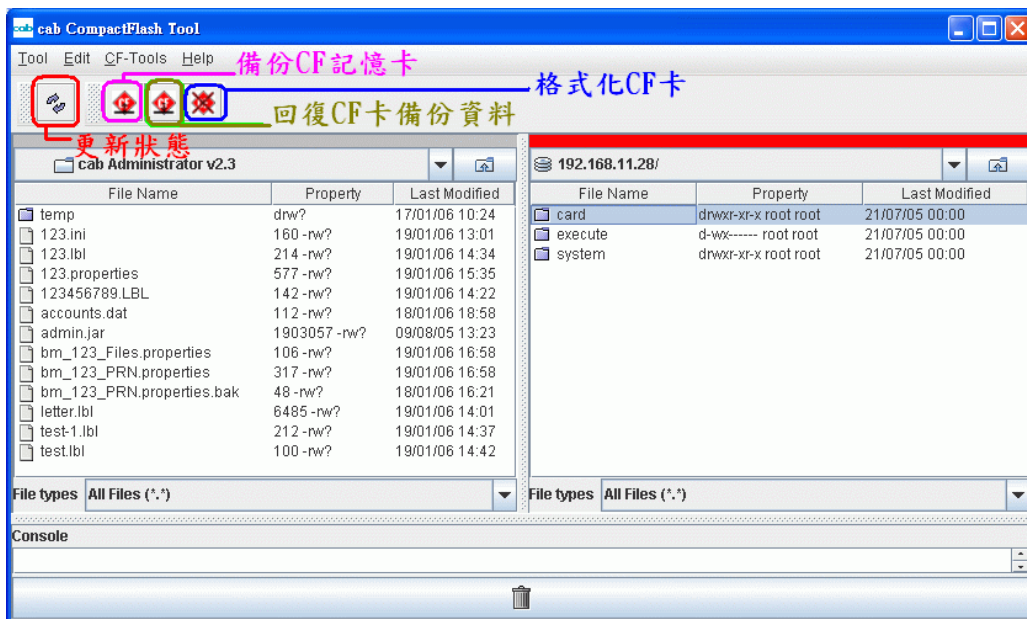 cab cab CompactFlash Tool
Tool Edit CF-Tools Help
備份CF記憶卡
格式化CF卡
回復CF卡備份資料
更新狀態
cab Administrator v2.3
192.168.11.28/
File Name Property Last Modified
temp drw? 17/01/06 10:24
123.ini 160 -rw? 19/01/06 13:01
123.lbl 214 -rw? 19/01/06 14:34
123.properties 577 -rw? 19/01/06 15:35
123456789.LBL 142 -rw? 19/01/06 14:22
accounts.dat 112 -rw? 18/01/06 18:58
admin.jar 1903057 -rw? 09/08/05 13:23
bm_123_Files.properties 106 -rw? 19/01/06 16:58
bm_123_PRN.properties 317 -rw? 19/01/06 16:58
bm_123_PRN.properties.bak 48 -rw? 18/01/06 16:21
letter.lbl 6485 -rw? 19/01/06 14:01
test-1.lbl 212 -rw? 19/01/06 14:37
test.lbl 100 -rw? 19/01/06 14:42
File types All Files (*.*)
File Name Property Last Modified
card drwxr-xr-x root root 21/07/05 00:00
execute d-wx------ root root 21/07/05 00:00
system drwxr-xr-x root root 21/07/05 00:00
File types All Files (*.*)
Console